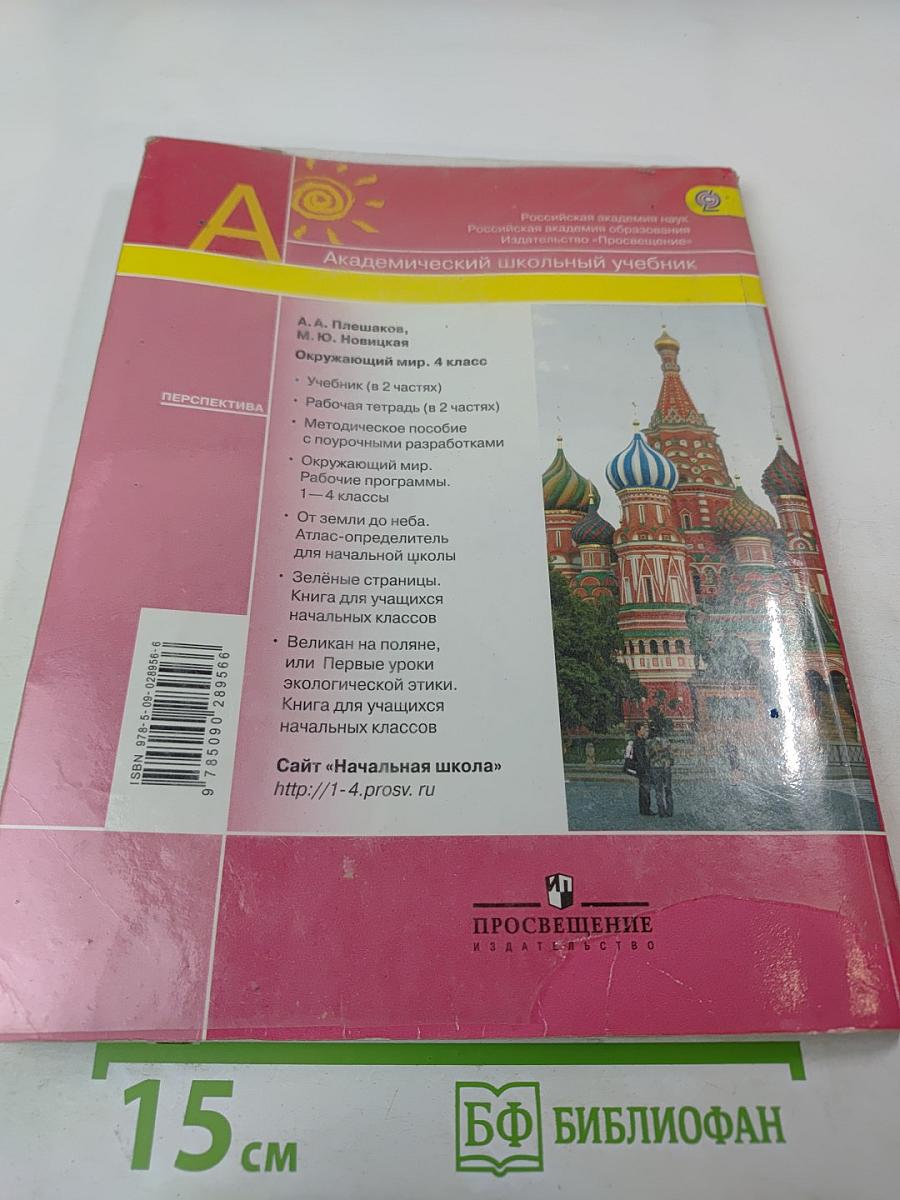 А
Российская академия наук
Российская академия образования
Издательство «Просвещение»
Академический школьный учебник
А. А. Плешаков,
М. Ю. Новицкая
Окружающий мир. 4 класс
ПЕРСПЕКТИВА
• Учебник (в 2 частях)
• Рабочая тетрадь (в 2 частях)
• Методическое пособие
с поурочными разработками
• Окружающий мир.
Рабочие программы.
1—4 классы
• От земли до неба.
Атлас-определитель
для начальной школы
• Зелёные страницы.
Книга для учащихся
начальных классов
• Великан на поляне,
или Первые уроки
экологической этики.
Книга для учащихся
начальных классов
Сайт «Начальная школа»
http://1-4.prosv. ru
ISBN 978-5-09-028956-6
9 785090 289566
ИП
ПРОСВЕЩЕНИЕ
ИЗДАТЕЛЬСТВО
15 см
БФ БИБЛИОФАН